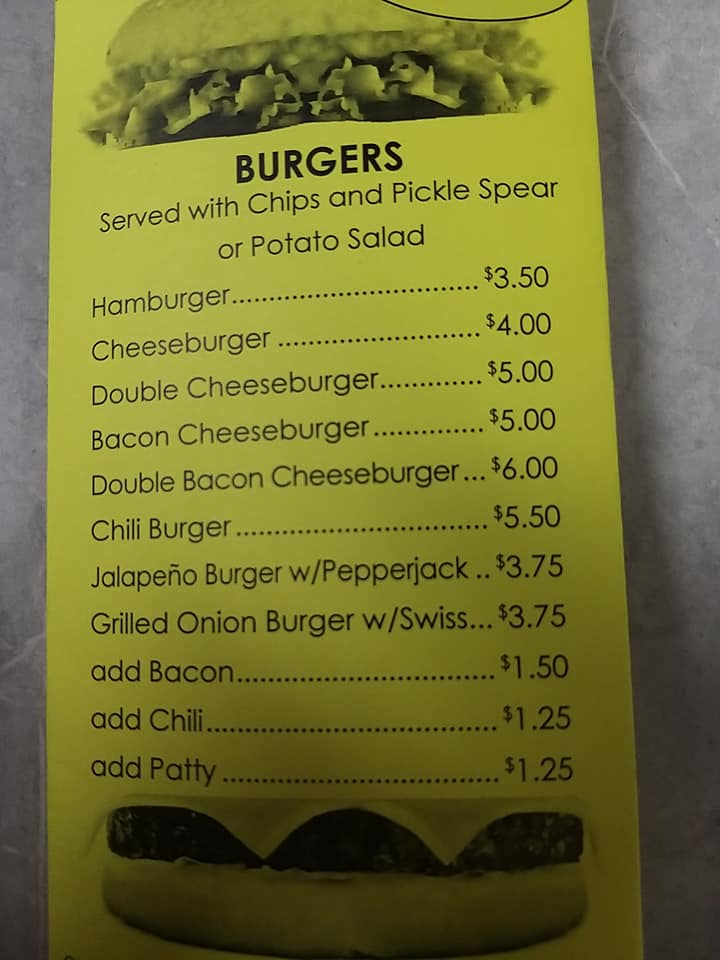 BURGERS
Served with Chips and Pickle Spear
or Potato Salad
Hamburger.................................. $3.50
Cheeseburger ............................ $4.00
Double Cheeseburger............. $5.00
Bacon Cheeseburger ............... $5.00
Double Bacon Cheeseburger... $6.00
Chili Burger .................................. $5.50
Jalapeño Burger w/Pepperjack .. $3.75
Grilled Onion Burger w/Swiss... $3.75
add Bacon.................................. $1.50
add Chili...................................... $1.25
add Patty .................................... $1.25